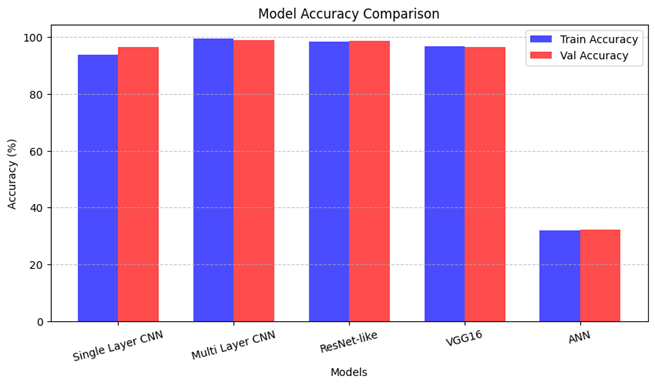 Model Accuracy Comparison
Train Accuracy
Val Accuracy
Accuracy (%)
100
80
60
40
20
0
Single Layer CNN
Multi Layer CNN
ResNet-like
VGG16
ANN
Models